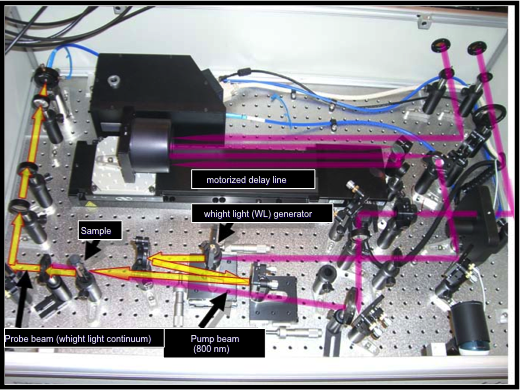 motorized delay line
whight light (WL) generator
Sample
Probe beam (whight light continuum)
Pump beam
(800 nm)